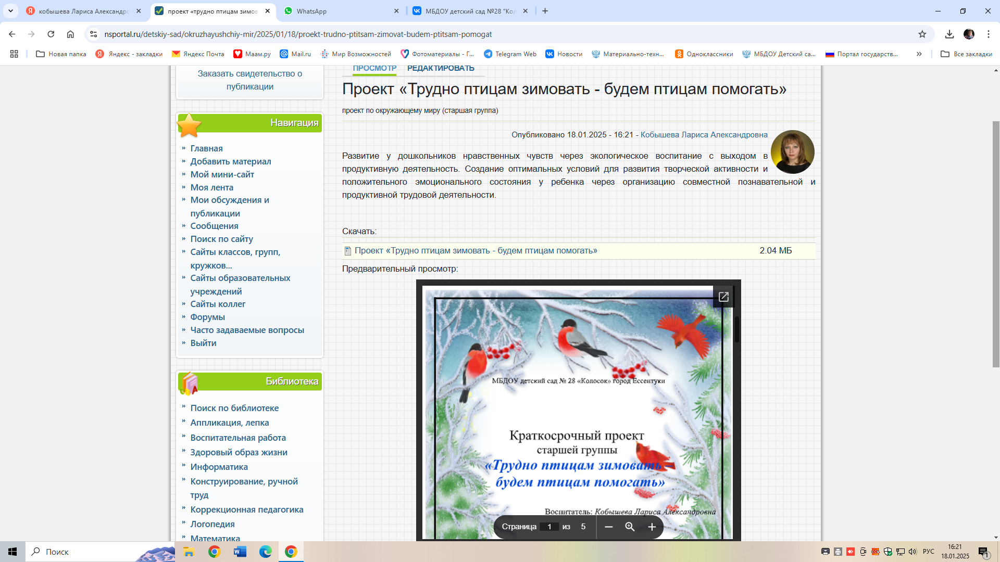 кобышева Лариса Александро
проект «трудно птицам зимов
WhatsApp
МБДОУ детский сад №28 "Кол
nsportal.ru/detskiy-sad/okruzhayushchiy-mir/2025/01/18/proekt-trudno-ptitsam-zimovat-budem-ptitsam-pomogat
Новая папка
Яндекс - закладки
Яндекс Почта
Маам.ру
Mail.ru
Мир Возможностей
Фотоматериалы - Г...
Telegram Web
Новости
Материально-техн...
Одноклассники
МБДОУ Детский са...
Портал государств...
Все закладки
Заказать свидетельство о
публикации
Навигация
Главная
Добавить материал
Мой мини-сайт
Моя лента
Мои обсуждения и
публикации
Сообщения
Поиск по сайту
Сайты классов, групп,
кружков...
Сайты образовательных
учреждений
Сайты коллег
Форумы
Часто задаваемые вопросы
Выйти
Библиотека
Поиск по библиотеке
Аппликация, лепка
Воспитательная работа
Здоровый образ жизни
Информатика
Конструирование, ручной
труд
Коррекционная педагогика
Логопедия
Математика
ПРОСМОТР РЕДАКТИРОВАТЬ
Проект «Трудно птицам зимовать - будем птицам помогать»
проект по окружающему миру (старшая группа)
Опубликовано 18.01.2025 - 16:21 - Кобышева Лариса Александровна
Развитие у дошкольников нравственных чувств через экологическое воспитание с выходом в
продуктивную деятельность. Создание оптимальных условий для развития творческой активности и
положительного эмоционального состояния у ребенка через организацию совместной познавательной и
продуктивной трудовой деятельности.
Скачать:
Проект «Трудно птицам зимовать - будем птицам помогать» 2.04 МБ
Предварительный просмотр:
МБДОУ детский сад № 28 «Колосок» город Ессентуки
Краткосрочный проект
старшей группы
«Трудно птицам зимовать –
будем птицам помогать»
Воспитатель: Кобышева Лариса Александровна
Страница 1 из 5
Поиск
РУС
16:21
18.01.2025
1